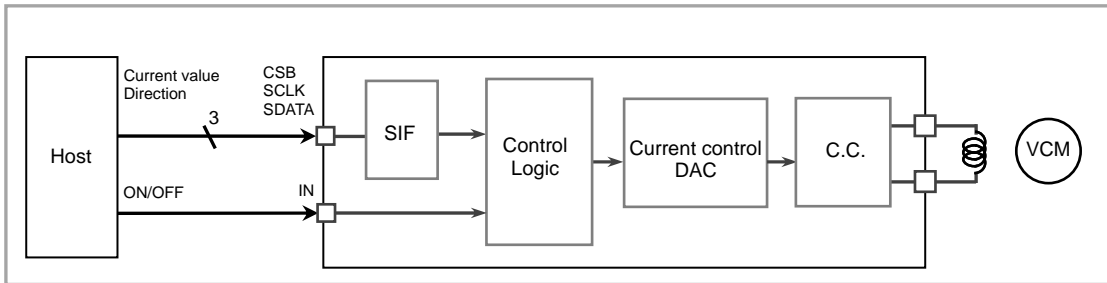 Host
Current value
Direction
3
CSB
SCLK
SDATA
ON/OFF
IN
SIF
Control
Logic
Current control
DAC
C.C.
VCM